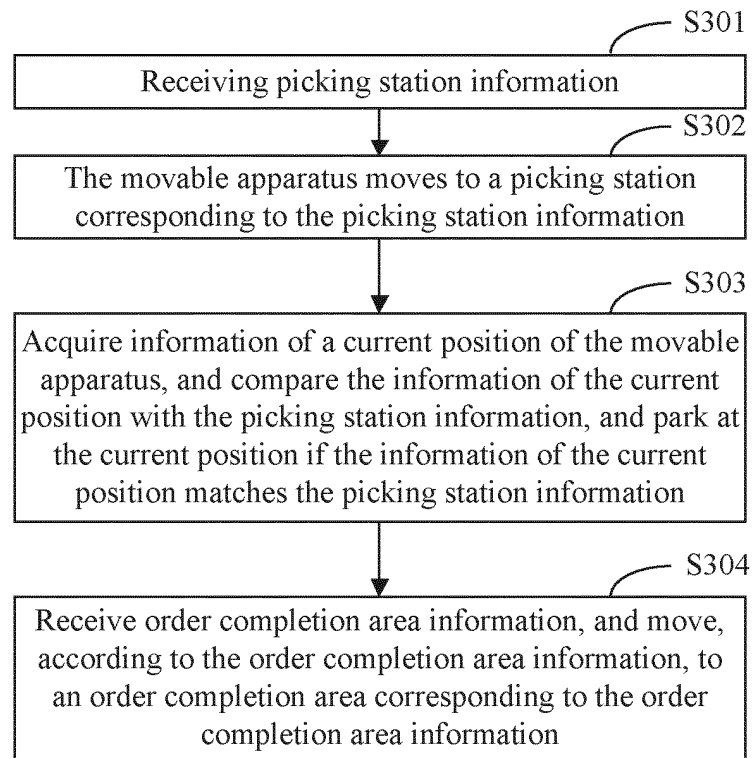 S301
Receiving picking station information
S302
The movable apparatus moves to a picking station
corresponding to the picking station information
S303
Acquire information of a current position of the movable
apparatus, and compare the information of the current
position with the picking station information, and park at
the current position if the information of the current
position matches the picking station information
S304
Receive order completion area information, and move,
according to the order completion area information, to
an order completion area corresponding to the order
completion area information